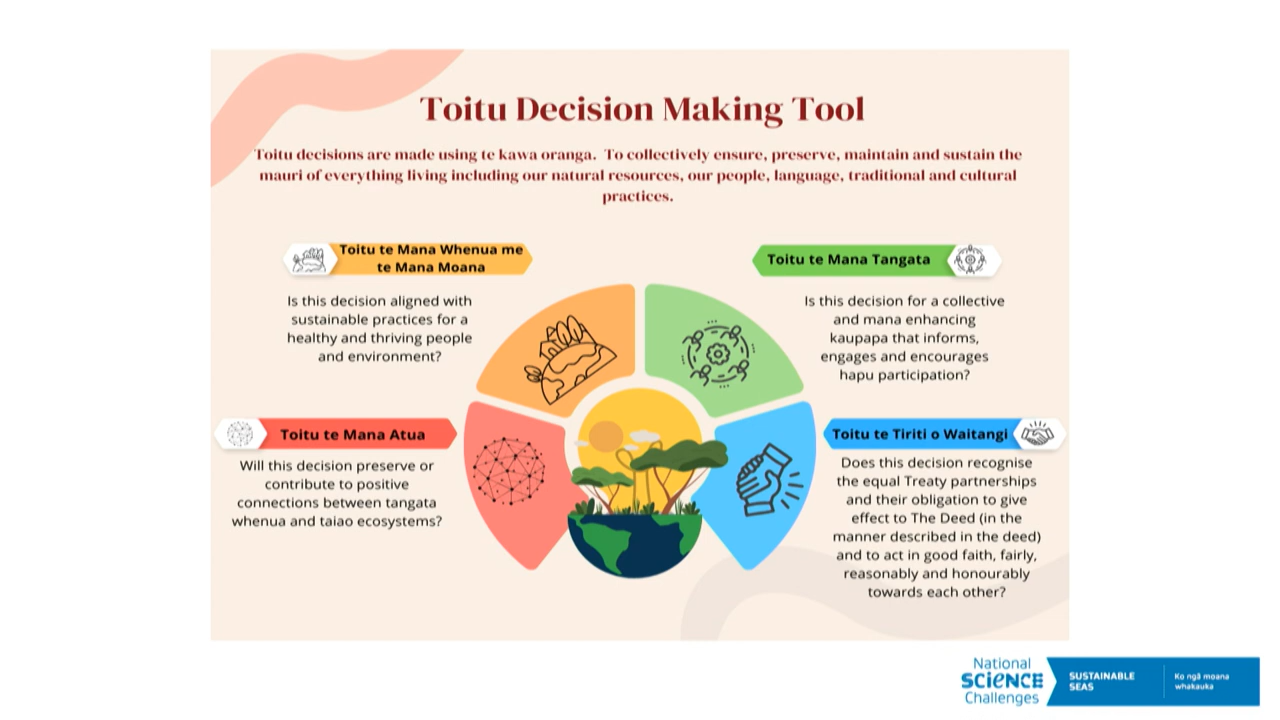 Toitu Decision Making Tool
Toitu decisions are made using te kawa oranga. To collectively ensure, preserve, maintain and sustain the
mauri of everything living including our natural resources, our people, language, traditional and cultural
practices.
Toitu te Mana Whenua me
te Mana Moana
Is this decision aligned with
sustainable practices for a
healthy and thriving people
and environment?
Toitu te Mana Tangata
Is this decision for a collective
and mana enhancing
kaupapa that informs,
engages and encourages
hapu participation?
Toitu te Mana Atua
Will this decision preserve or
contribute to positive
connections between tangata
whenua and taiao ecosystems?
Toitu te Tiriti o Waitangi
Does this decision recognise
the equal Treaty partnerships
and their obligation to give
effect to The Deed (in the
manner described in the deed)
and to act in good faith, fairly,
reasonably and honourably
towards each other?
National
SCIENCE
Challenges
SUSTAINABLE
SEAS
Ko ngā moana
whakauka